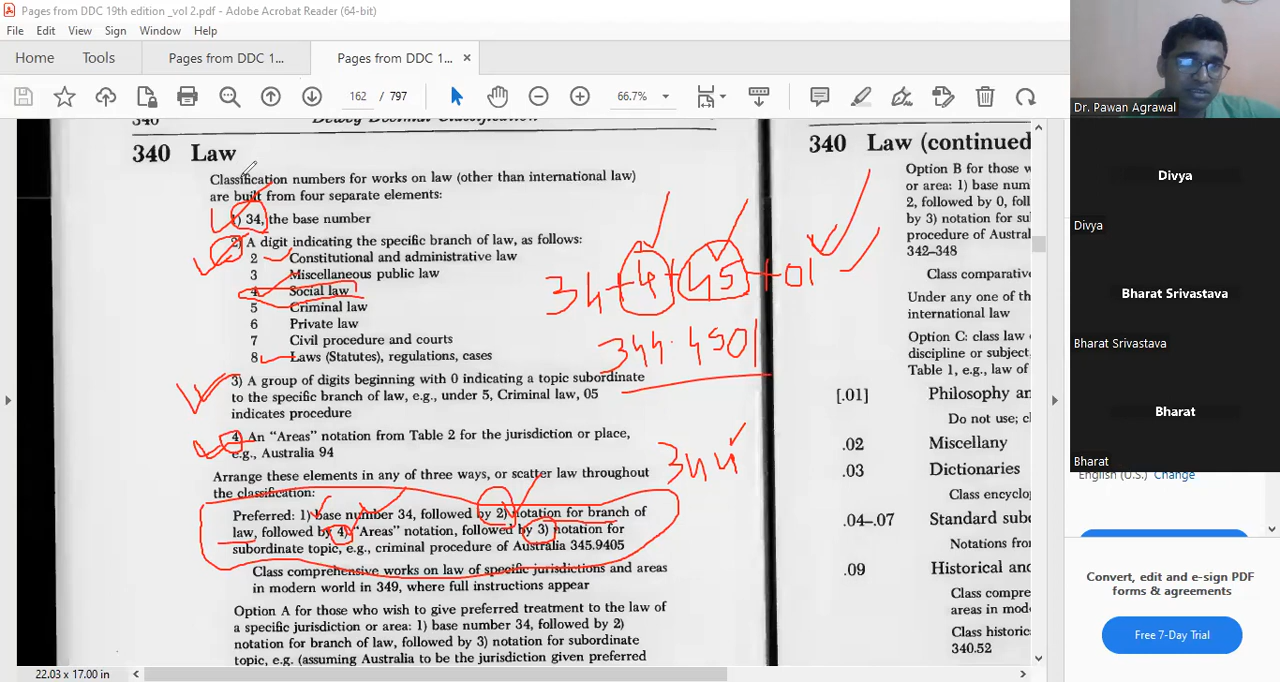 Pages from DDC 19th edition _vol 2.pdf - Adobe Acrobat Reader (64-bit)
File Edit View Sign Window Help
Home Tools Pages from DDC 1... Pages from DDC 1... ×
162 / 797 66.7%
340 Dewey Decimal Classification
340 Law
Classification numbers for works on law (other than international law)
are built from four separate elements:
1) 34, the base number
2) A digit indicating the specific branch of law, as follows:
2 Constitutional and administrative law
3 Miscellaneous public law
4 Social law
5 Criminal law
6 Private law
7 Civil procedure and courts
8 Laws (Statutes), regulations, cases
3) A group of digits beginning with 0 indicating a topic subordinate
to the specific branch of law, e.g., under 5, Criminal law, 05
indicates procedure
4) An “Areas” notation from Table 2 for the jurisdiction or place,
e.g., Australia 94
Arrange these elements in any of three ways, or scatter law throughout
the classification:
Preferred: 1) base number 34, followed by 2) notation for branch of
law, followed by 4) “Areas” notation, followed by 3) notation for
subordinate topic, e.g., criminal procedure of Australia 345.9405
Class comprehensive works on law of specific jurisdictions and areas
in modern world in 349, where full instructions appear
Option A for those who wish to give preferred treatment to the law of
a specific jurisdiction or area: 1) base number 34, followed by 2)
notation for branch of law, followed by 3) notation for subordinate
topic, e.g. (assuming Australia to be the jurisdiction given preferred
34+4+45+01
344.4501
344
340 Law (continued
Option B for those w
or area: 1) base num
2, followed by 0, fol
by 3) notation for su
procedure of Austral
342-348
Class comparative
Under any one of th
international law
Option C: class law
discipline or subject,
Table 1, e.g., law of
[.01] Philosophy an
Do not use; cl
.02 Miscellany
.03 Dictionaries
Class encyclo
.04-.07 Standard sub
Notations from
.09 Historical and
Class compre
areas in mod
Class historic
340.52
22.03 x 17.00 in
Dr. Pawan Agrawal
Divya
Divya
Bharat Srivastava
Bharat Srivastava
Bharat
Bharat
English (U.S.) Change
Convert, edit and e-sign PDF
forms & agreements
Free 7-Day Trial